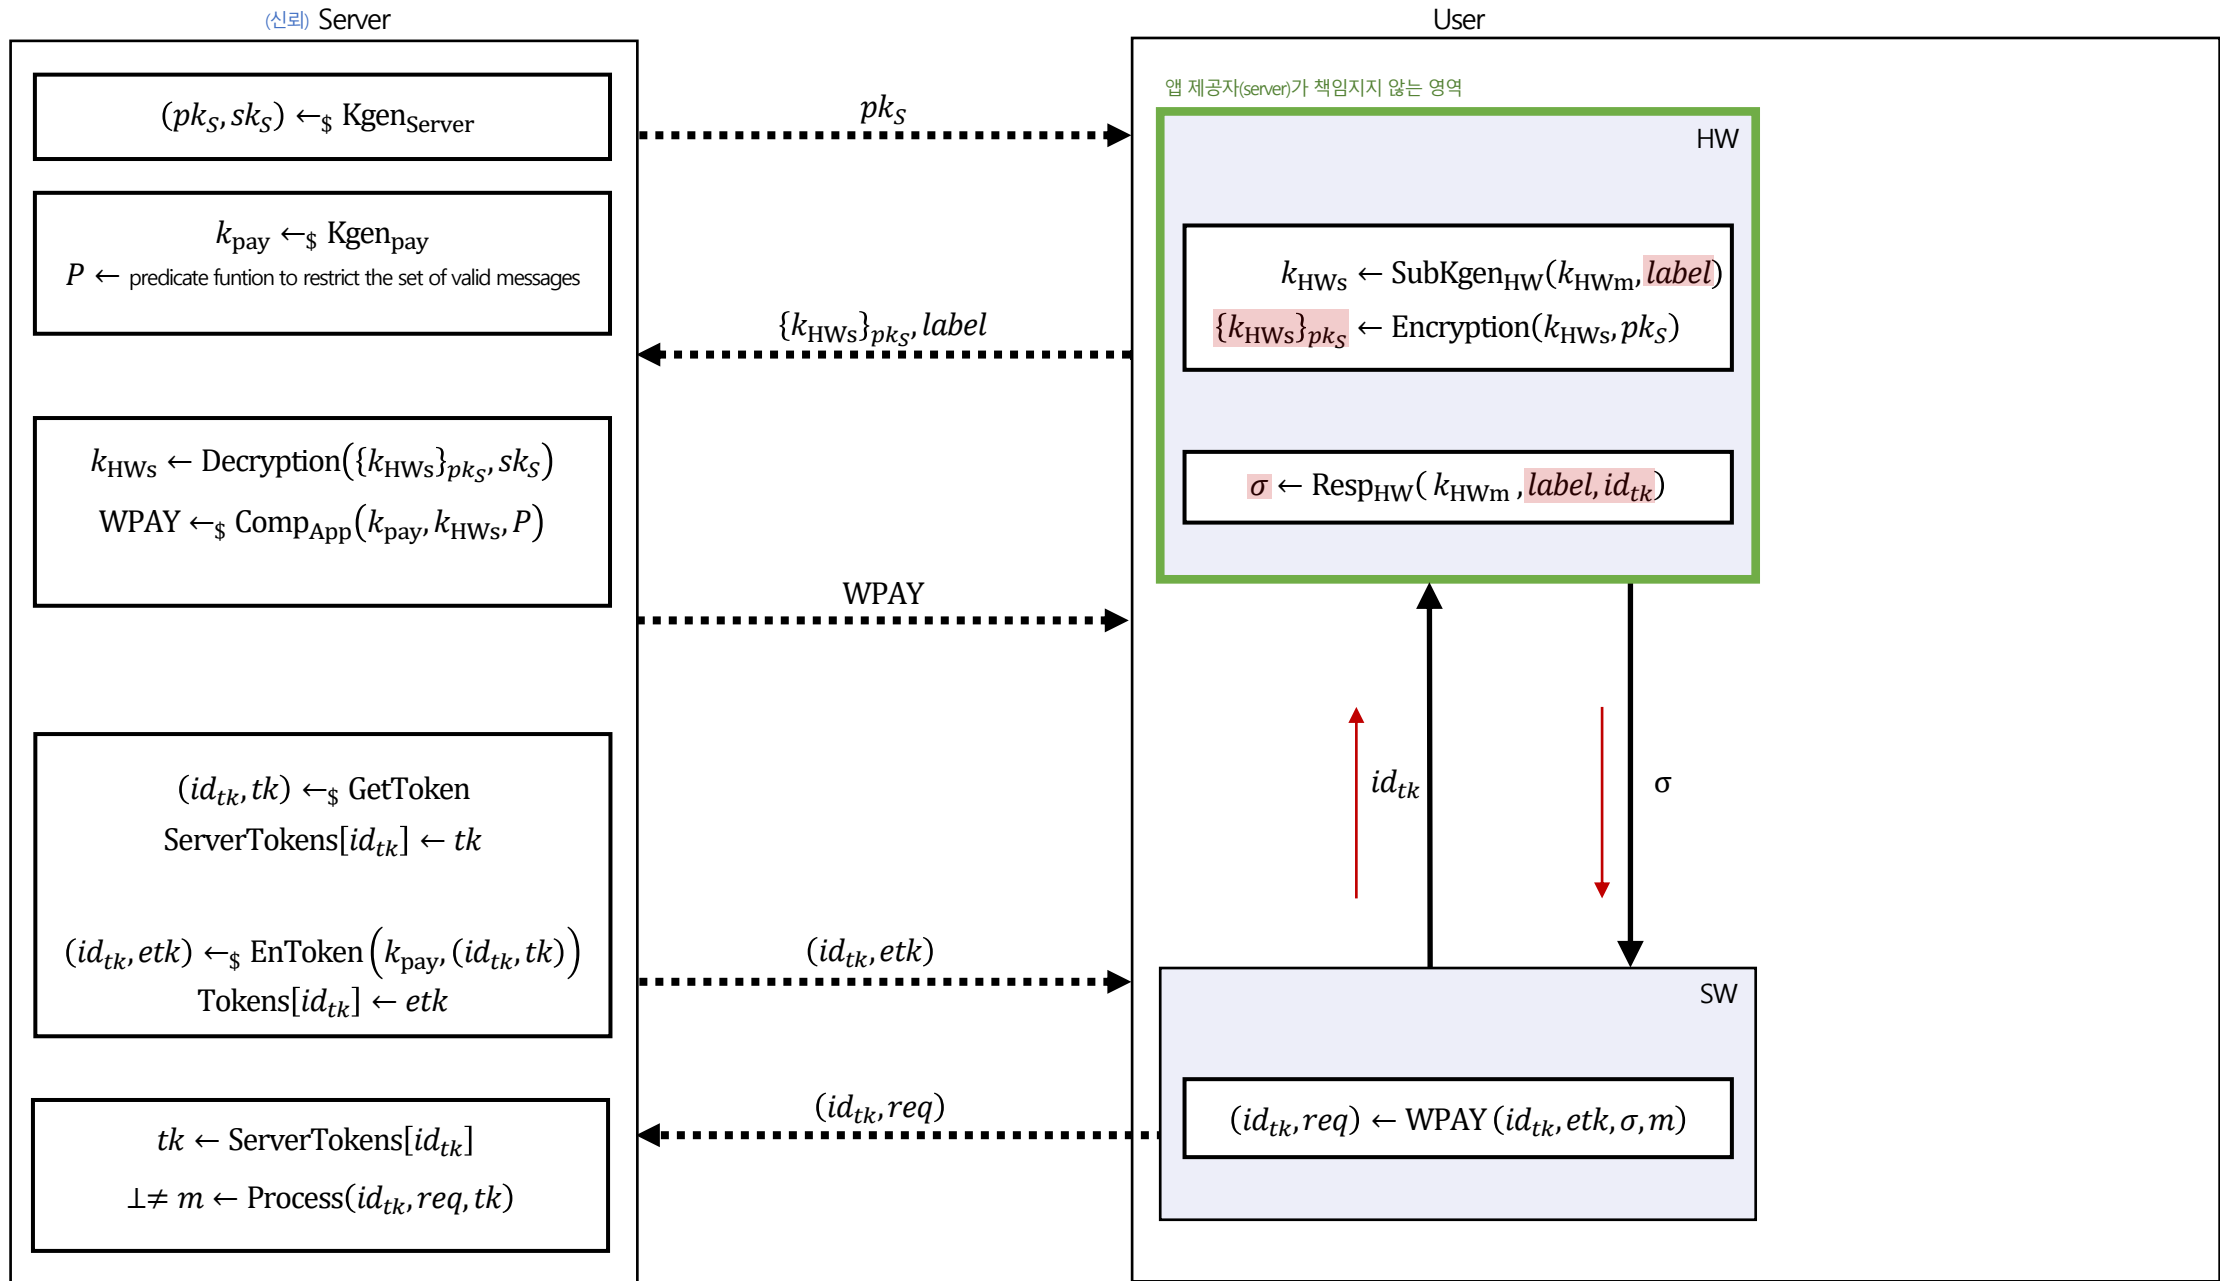 (신뢰) Server
(pk_S, sk_S) ←_$ Kgen_Server
k_pay ←_$ Kgen_pay
P ← predicate funtion to restrict the set of valid messages
k_HWs ← Decryption({k_HWs}_pk_S, sk_S)
WPAY ←_$ Comp_App(k_pay, k_HWs, P)
(id_tk, tk) ←_$ GetToken
ServerTokens[id_tk] ← tk
(id_tk, etk) ←_$ EnToken(k_pay, (id_tk, tk))
Tokens[id_tk] ← etk
tk ← ServerTokens[id_tk]
⊥≠ m ← Process(id_tk, req, tk)
pk_S
{k_HWs}_pk_S, label
WPAY
(id_tk, etk)
(id_tk, req)
User
앱 제공자(server)가 책임지지 않는 영역
HW
k_HWs ← SubKgen_HW(k_HWm, label)
{k_HWs}_pk_S ← Encryption(k_HWs, pk_S)
σ ← Resp_HW( k_HWm , label, id_tk)
id_tk
σ
SW
(id_tk, req) ← WPAY (id_tk, etk, σ, m)